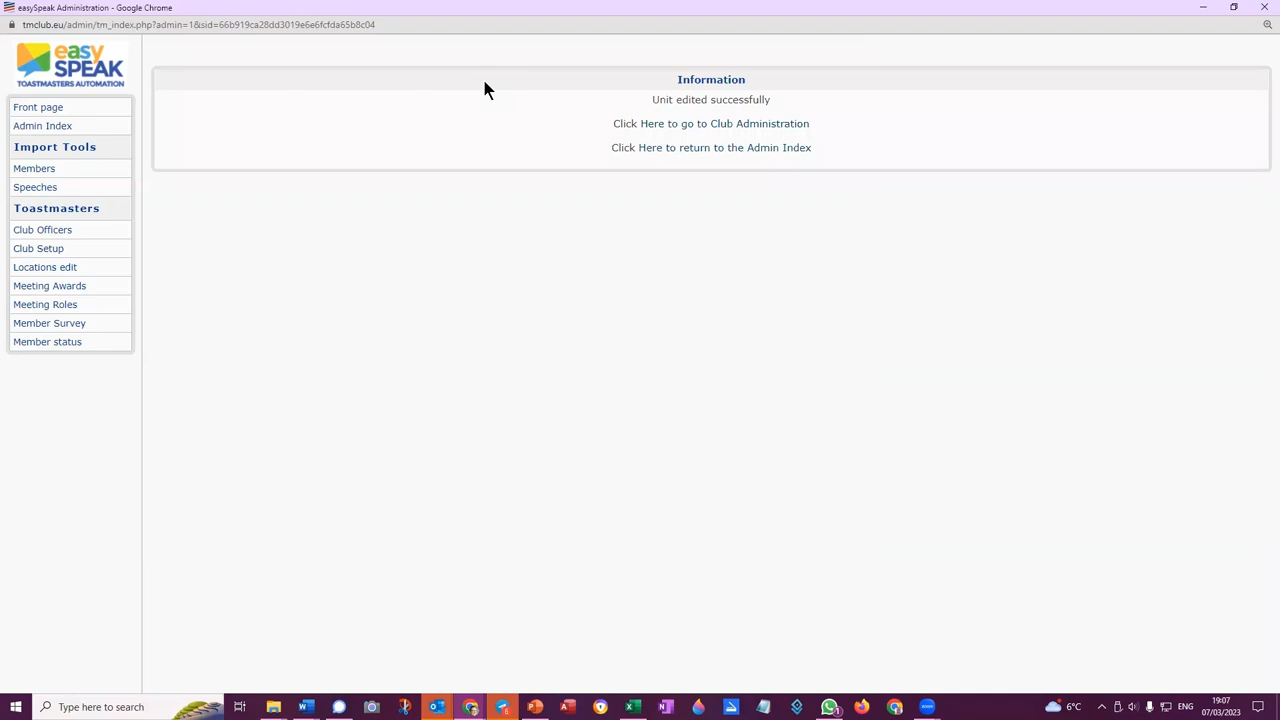 easySpeak Administration - Google Chrome
tmclub.eu/admin/tm_index.php?admin=1&sid=66b919ca28dd3019e6e6fcfda65b8c04
easy
SPEAK
TOASTMASTERS AUTOMATION
Front page
Admin Index
Import Tools
Members
Speeches
Toastmasters
Club Officers
Club Setup
Locations edit
Meeting Awards
Meeting Roles
Member Survey
Member status
Information
Unit edited successfully
Click Here to go to Club Administration
Click Here to return to the Admin Index
Type here to search
6°C
ENG
19:07
07/03/2023